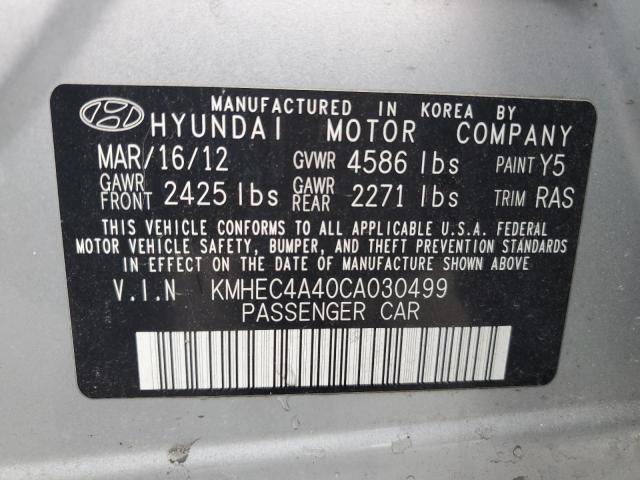 MANUFACTURED IN KOREA BY
HYUNDAI MOTOR COMPANY
MAR/16/12 GVWR 4586 lbs PAINT Y5
GAWR FRONT 2425 lbs GAWR REAR 2271 lbs TRIM RAS
THIS VEHICLE CONFORMS TO ALL APPLICABLE U.S.A. FEDERAL
MOTOR VEHICLE SAFETY, BUMPER, AND THEFT PREVENTION STANDARDS
IN EFFECT ON THE DATE OF MANUFACTURE SHOWN ABOVE.
V.I.N KMHEC4A40CA030499
PASSENGER CAR